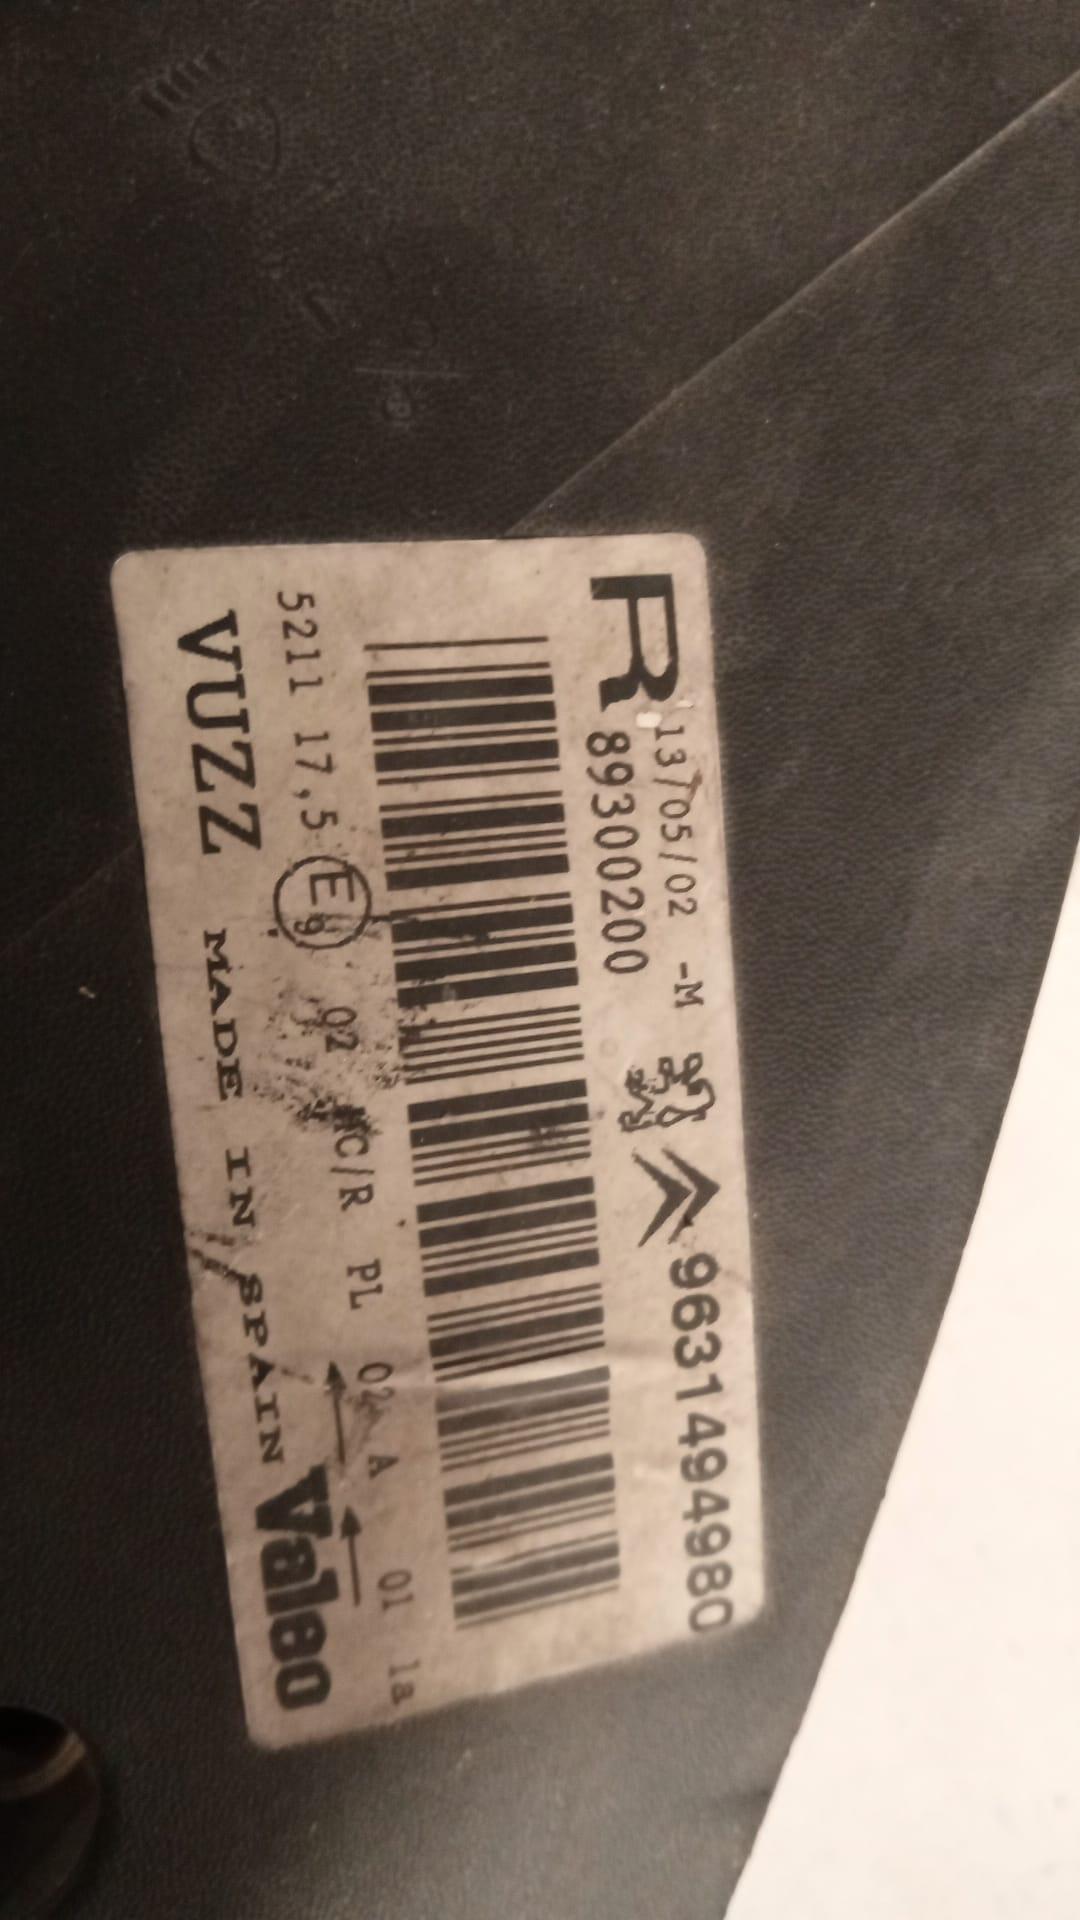 R 13/05/02 -M 9631494980
89300200
5211 17,5 E9 02 HC/R PL 02 A 01 1a
VUZZ MADE IN SPAIN Valeo